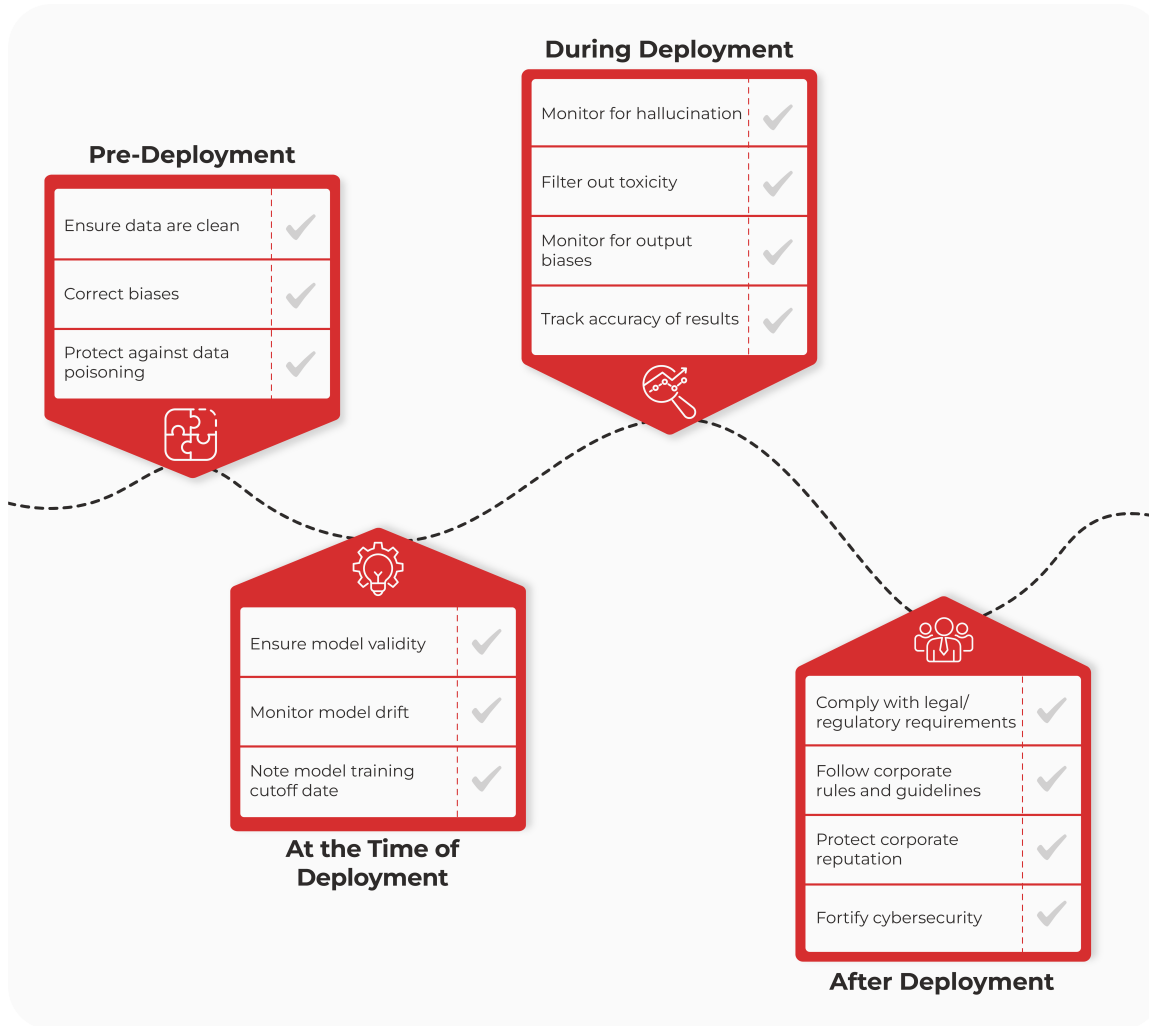 Pre-Deployment
Ensure data are clean
Correct biases
Protect against data
poisoning
Ensure model validity
Monitor model drift
Note model training
cutoff date
At the Time of
Deployment
During Deployment
Monitor for hallucination
Filter out toxicity
Monitor for output
biases
Track accuracy of results
Comply with legal/
regulatory requirements
Follow corporate
rules and guidelines
Protect corporate
reputation
Fortify cybersecurity
After Deployment